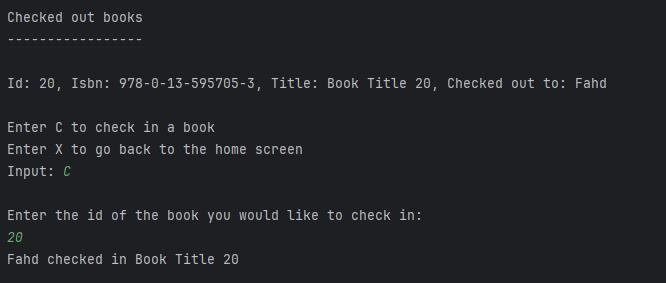 Checked out books
-----------------
Id: 20, Isbn: 978-0-13-595705-3, Title: Book Title 20, Checked out to: Fahd
Enter C to check in a book
Enter X to go back to the home screen
Input: C
Enter the id of the book you would like to check in:
20
Fahd checked in Book Title 20